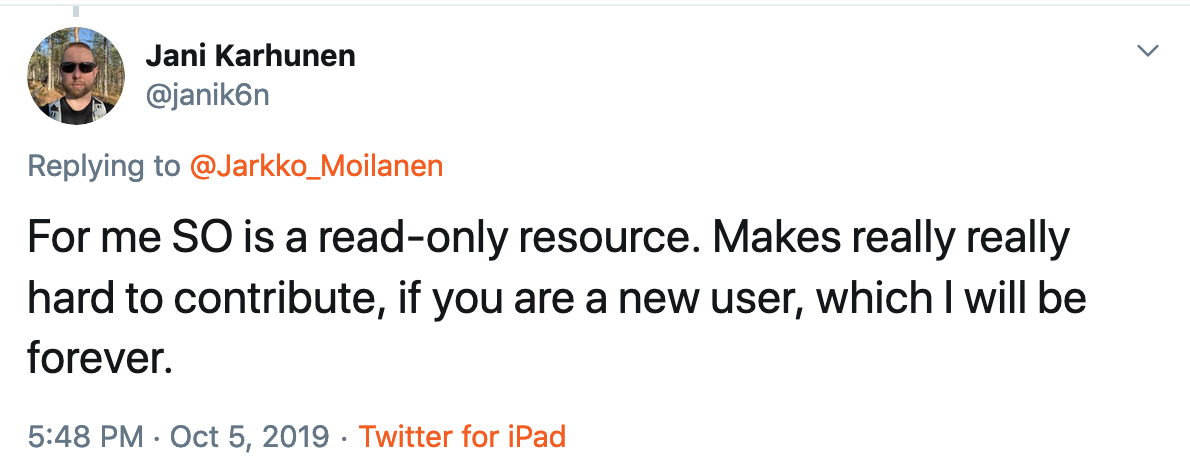 Jani Karhunen
@janik6n
Replying to @Jarkko_Moilanen
For me SO is a read-only resource. Makes really really
hard to contribute, if you are a new user, which I will be
forever.
5:48 PM · Oct 5, 2019 · Twitter for iPad